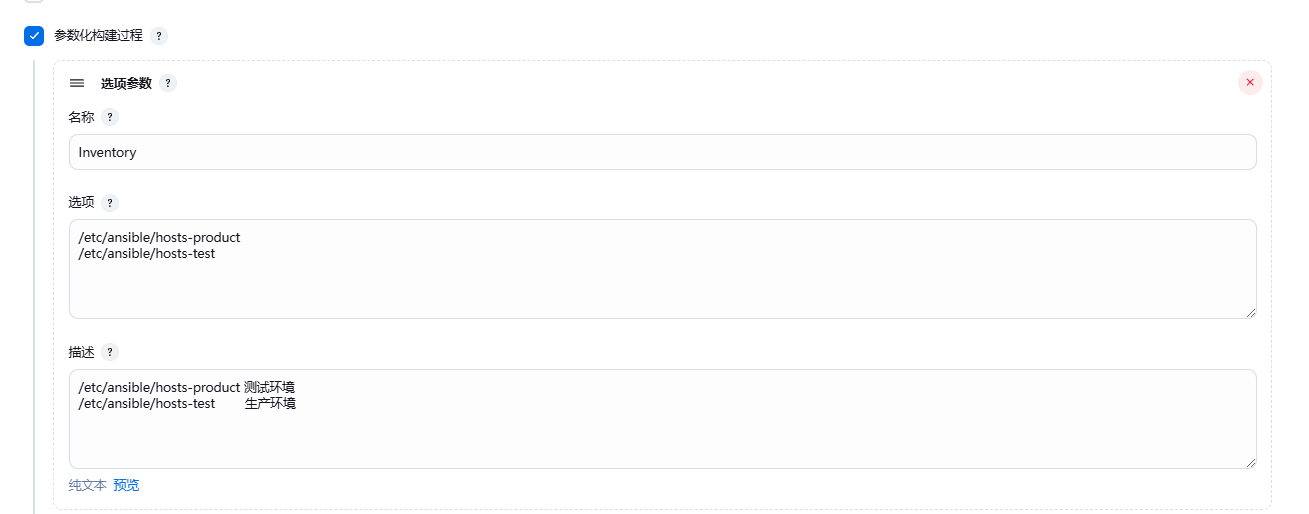 参数化构建过程 ?
选项参数 ?
名称 ?
Inventory
选项 ?
/etc/ansible/hosts-product
/etc/ansible/hosts-test
描述 ?
/etc/ansible/hosts-product 测试环境
/etc/ansible/hosts-test 生产环境
纯文本 预览